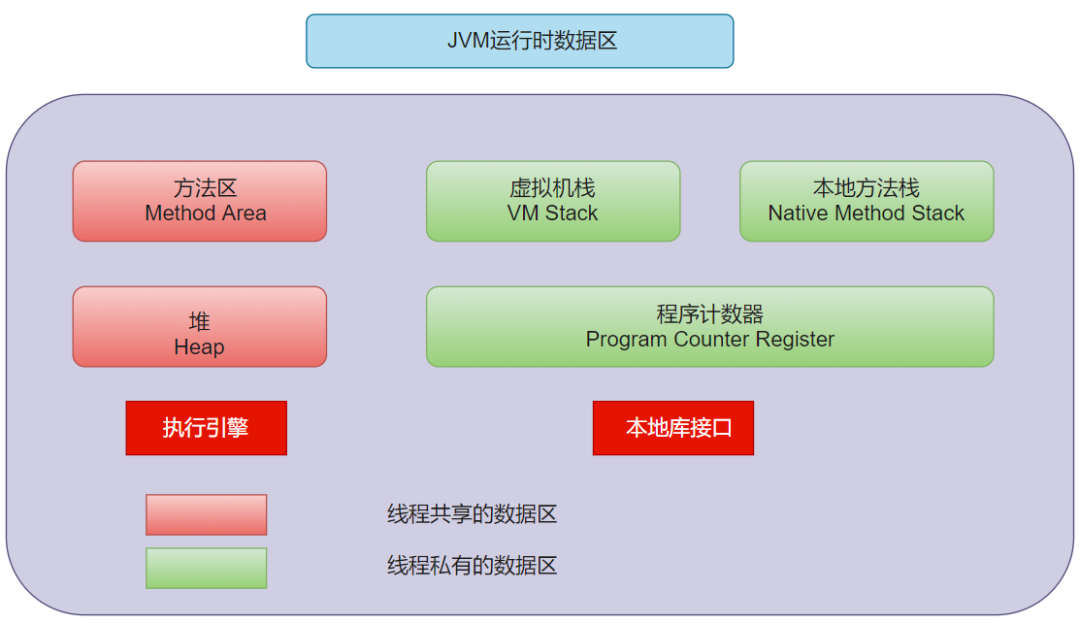 JVM运行时数据区
方法区
Method Area
虚拟机栈
VM Stack
本地方法栈
Native Method Stack
堆
Heap
程序计数器
Program Counter Register
执行引擎
本地库接口
线程共享的数据区
线程私有的数据区